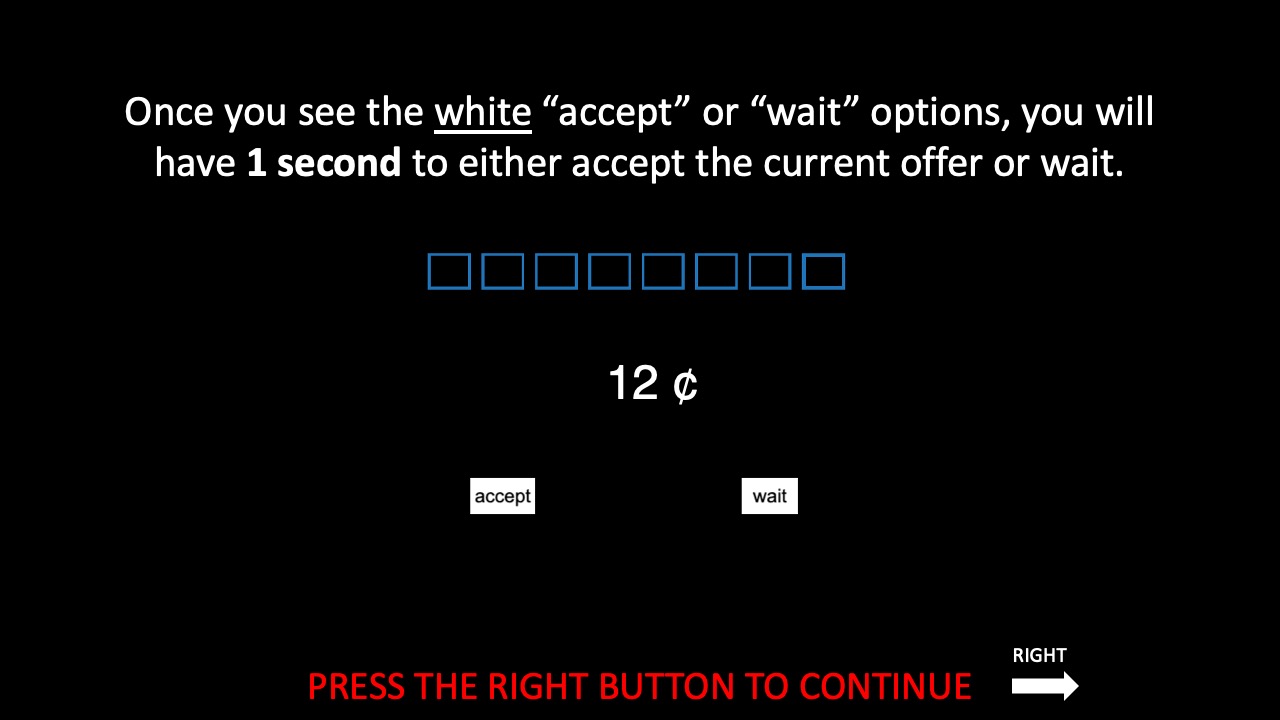 Once you see the white “accept” or “wait” options, you will
have 1 second to either accept the current offer or wait.
12 ¢
accept
wait
RIGHT
PRESS THE RIGHT BUTTON TO CONTINUE